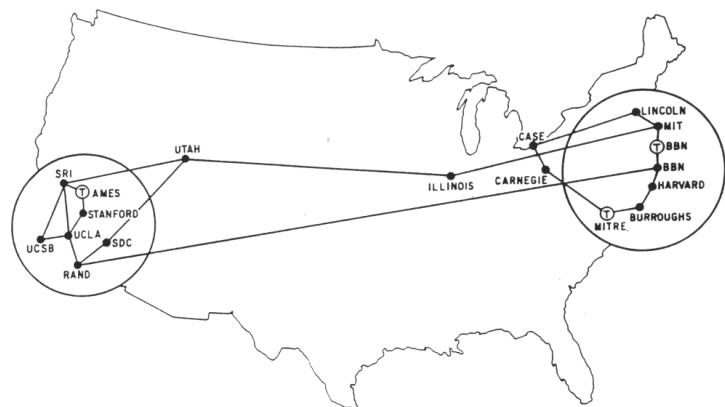 LINCOLN
MIT
T BBN
BBN
HARVARD
BURROUGHS
T
MITRE
CASE
CARNEGIE
ILLINOIS
UTAH
SRI
T AMES
STANFORD
UCLA
UCSB
SDC
RAND